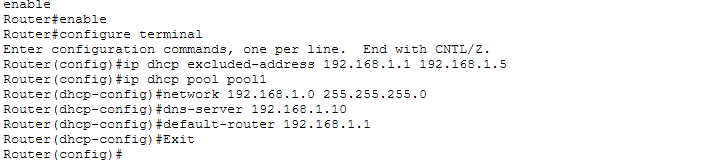 enable
Router#enable
Router#configure terminal
Enter configuration commands, one per line.  End with CNTL/Z.
Router(config)#ip dhcp excluded-address 192.168.1.1 192.168.1.5
Router(config)#ip dhcp pool pool1
Router(dhcp-config)#network 192.168.1.0 255.255.255.0
Router(dhcp-config)#dns-server 192.168.1.10
Router(dhcp-config)#default-router 192.168.1.1
Router(dhcp-config)#Exit
Router(config)#